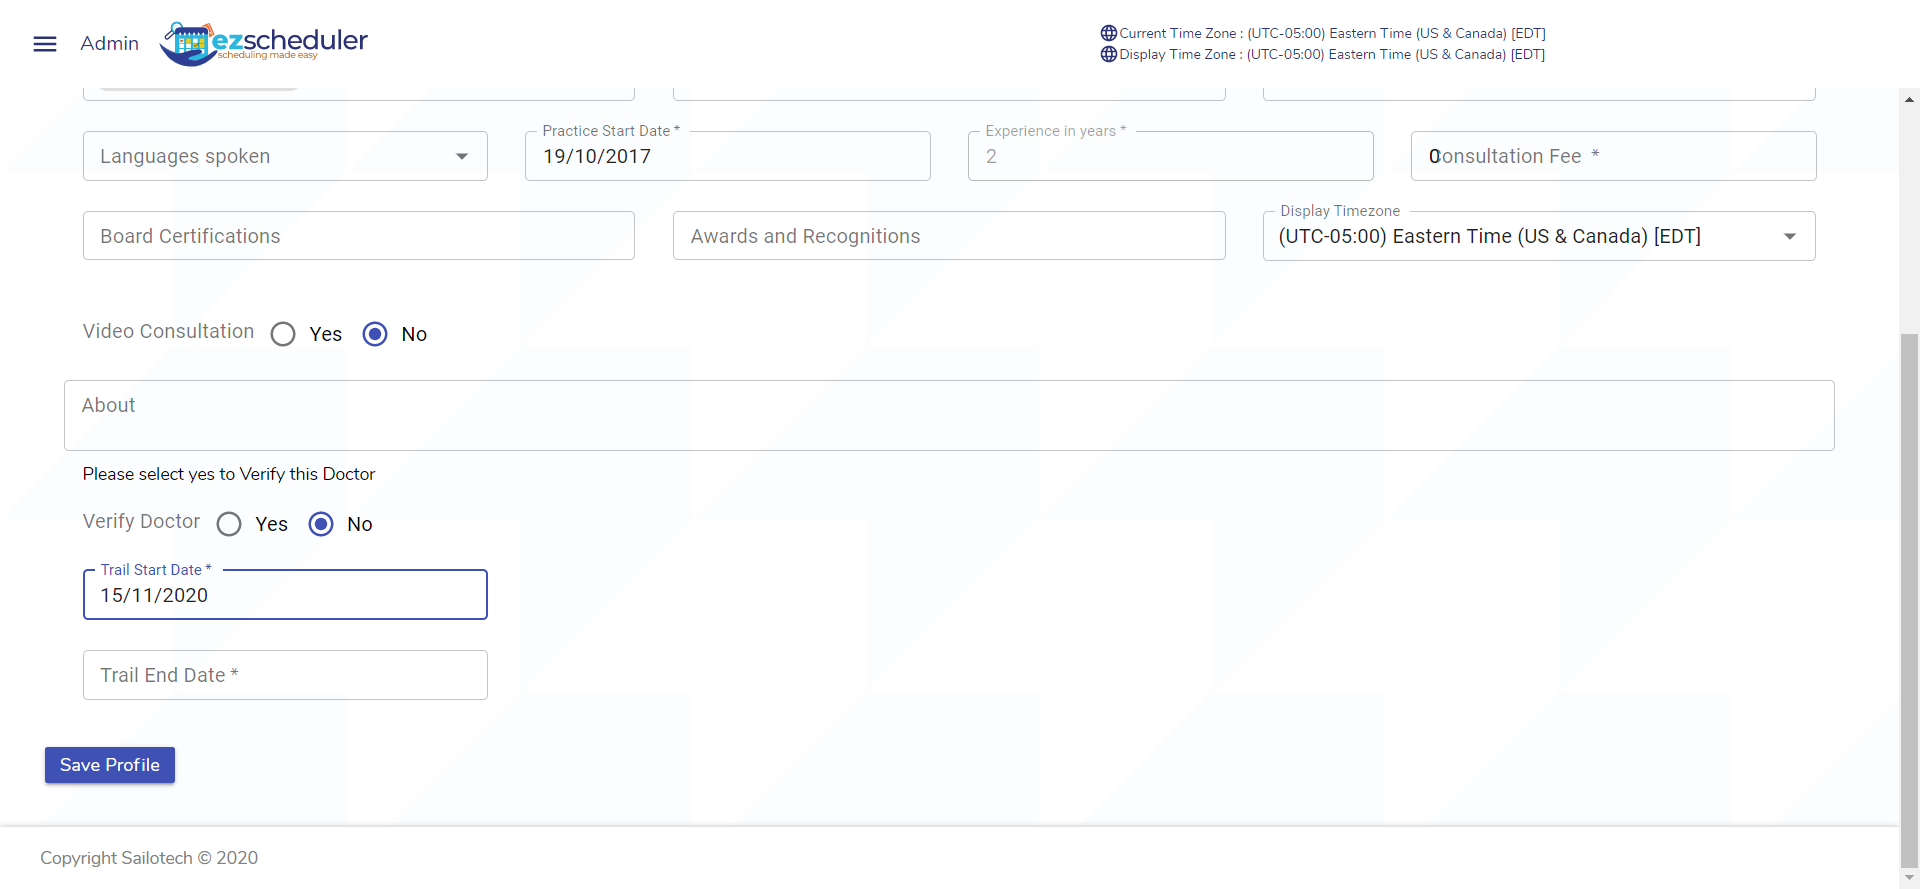 Admin
ezscheduler
scheduling made easy
Current Time Zone : (UTC-05:00) Eastern Time (US & Canada) [EDT]
Display Time Zone : (UTC-05:00) Eastern Time (US & Canada) [EDT]
Languages spoken
Practice Start Date *
19/10/2017
Experience in years *
2
0
Consultation Fee *
Board Certifications
Awards and Recognitions
Display Timezone
(UTC-05:00) Eastern Time (US & Canada) [EDT]
Video Consultation Yes No
About
Please select yes to Verify this Doctor
Verify Doctor Yes No
Trail Start Date *
15/11/2020
Trail End Date *
Save Profile
Copyright Sailotech © 2020